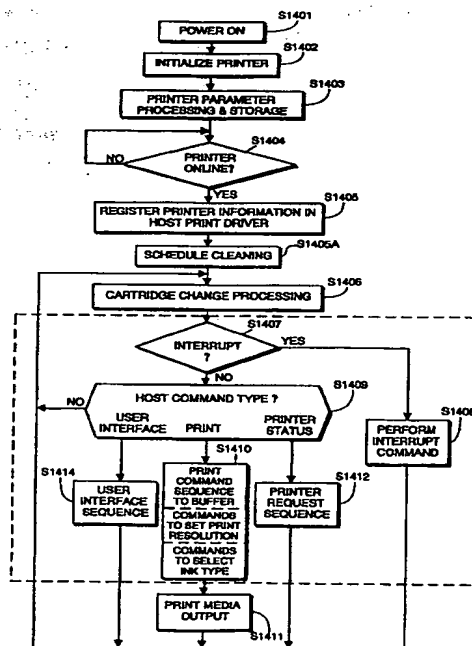 S1401
POWER ON
S1402
INITIALIZE PRINTER
S1403
PRINTER PARAMETER
PROCESSING & STORAGE
S1404
PRINTER
ONLINE?
NO
YES
S1405
REGISTER PRINTER INFORMATION IN
HOST PRINT DRIVER
S1405A
SCHEDULE CLEANING
S1406
CARTRIDGE CHANGE PROCESSING
S1407
INTERRUPT
?
YES
NO
S1409
HOST COMMAND TYPE ?
NO
USER
INTERFACE
PRINT
PRINTER
STATUS
S1408
PERFORM
INTERRUPT
COMMAND
S1414
USER
INTERFACE
SEQUENCE
S1410
PRINT
COMMAND
SEQUENCE
TO BUFFER
COMMANDS
TO SET PRINT
RESOLUTION
COMMANDS
TO SELECT
INK TYPE
S1412
PRINTER
REQUEST
SEQUENCE
PRINT MEDIA
OUTPUT
S1411